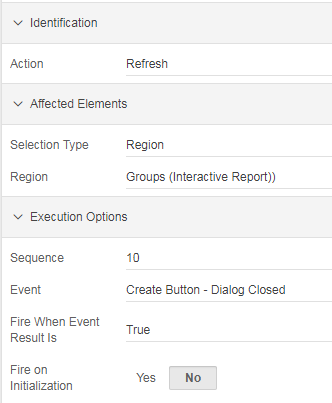 Identification
Action Refresh
Affected Elements
Selection Type Region
Region Groups (Interactive Report))
Execution Options
Sequence 10
Event Create Button - Dialog Closed
Fire When Event
Result Is True
Fire on
Initialization Yes No